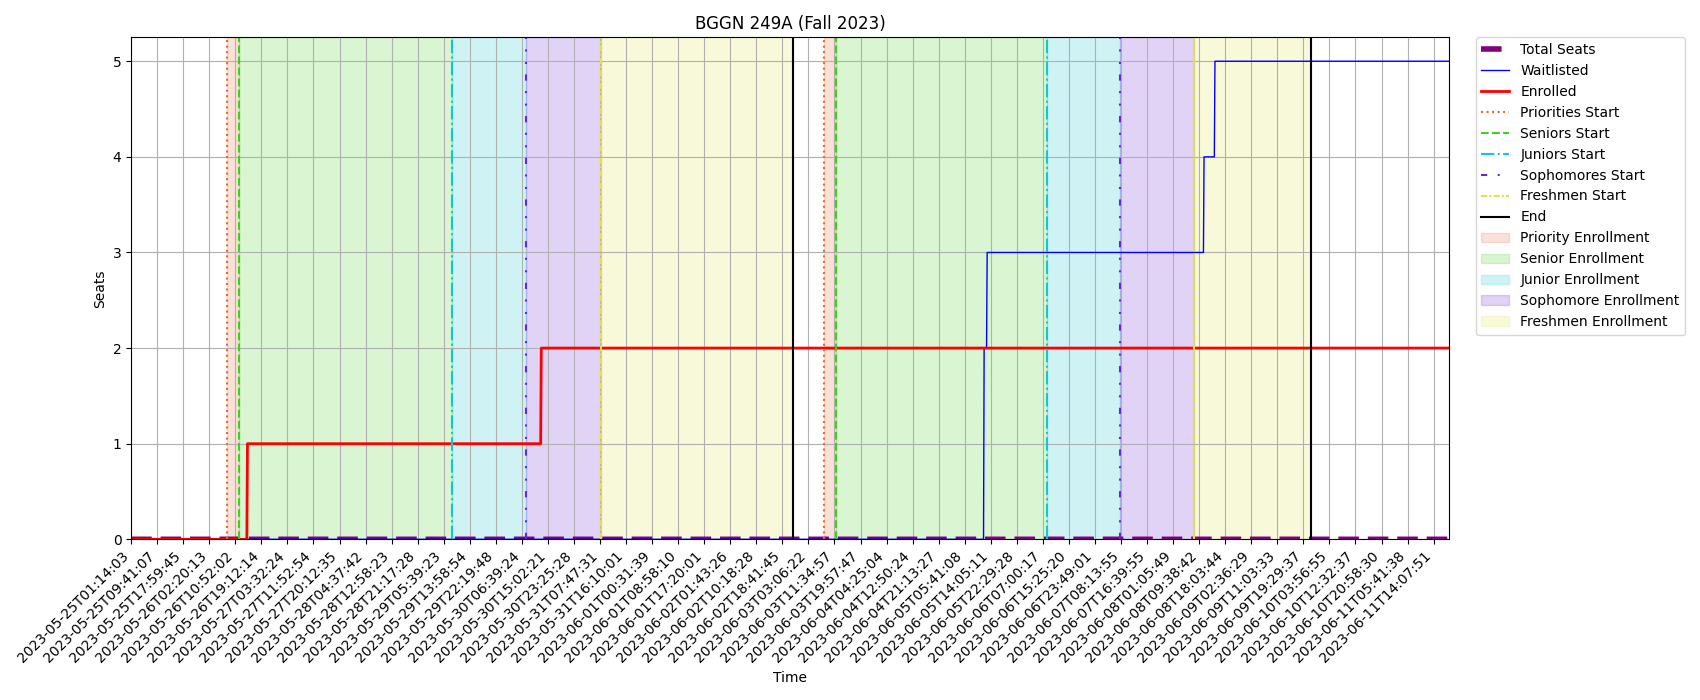 BGGN 249A (Fall 2023)
Seats
5
4
3
2
1
0
2023-05-25T01:14:03
2023-05-25T09:41:07
2023-05-25T17:59:45
2023-05-26T02:20:13
2023-05-26T10:52:02
2023-05-26T19:12:14
2023-05-27T03:32:24
2023-05-27T11:52:54
2023-05-27T20:12:35
2023-05-28T04:37:42
2023-05-28T12:58:23
2023-05-28T21:17:28
2023-05-29T05:39:23
2023-05-29T13:58:54
2023-05-29T22:19:48
2023-05-30T06:39:24
2023-05-30T15:02:21
2023-05-30T23:25:28
2023-05-31T07:47:31
2023-05-31T16:10:01
2023-06-01T00:31:39
2023-06-01T08:58:10
2023-06-01T17:20:01
2023-06-02T01:43:26
2023-06-02T10:18:28
2023-06-02T18:41:45
2023-06-03T03:06:22
2023-06-03T11:34:57
2023-06-03T19:57:47
2023-06-04T04:25:04
2023-06-04T12:50:24
2023-06-04T21:13:27
2023-06-05T05:41:08
2023-06-05T14:05:11
2023-06-05T22:29:28
2023-06-06T07:00:17
2023-06-06T15:25:20
2023-06-06T23:49:01
2023-06-07T08:13:55
2023-06-07T16:39:55
2023-06-08T01:05:49
2023-06-08T09:38:42
2023-06-08T18:03:44
2023-06-09T02:36:29
2023-06-09T11:03:33
2023-06-09T19:29:37
2023-06-10T03:56:55
2023-06-10T12:32:37
2023-06-10T20:58:30
2023-06-11T05:41:38
2023-06-11T14:07:51
Time
Total Seats
Waitlisted
Enrolled
Priorities Start
Seniors Start
Juniors Start
Sophomores Start
Freshmen Start
End
Priority Enrollment
Senior Enrollment
Junior Enrollment
Sophomore Enrollment
Freshmen Enrollment